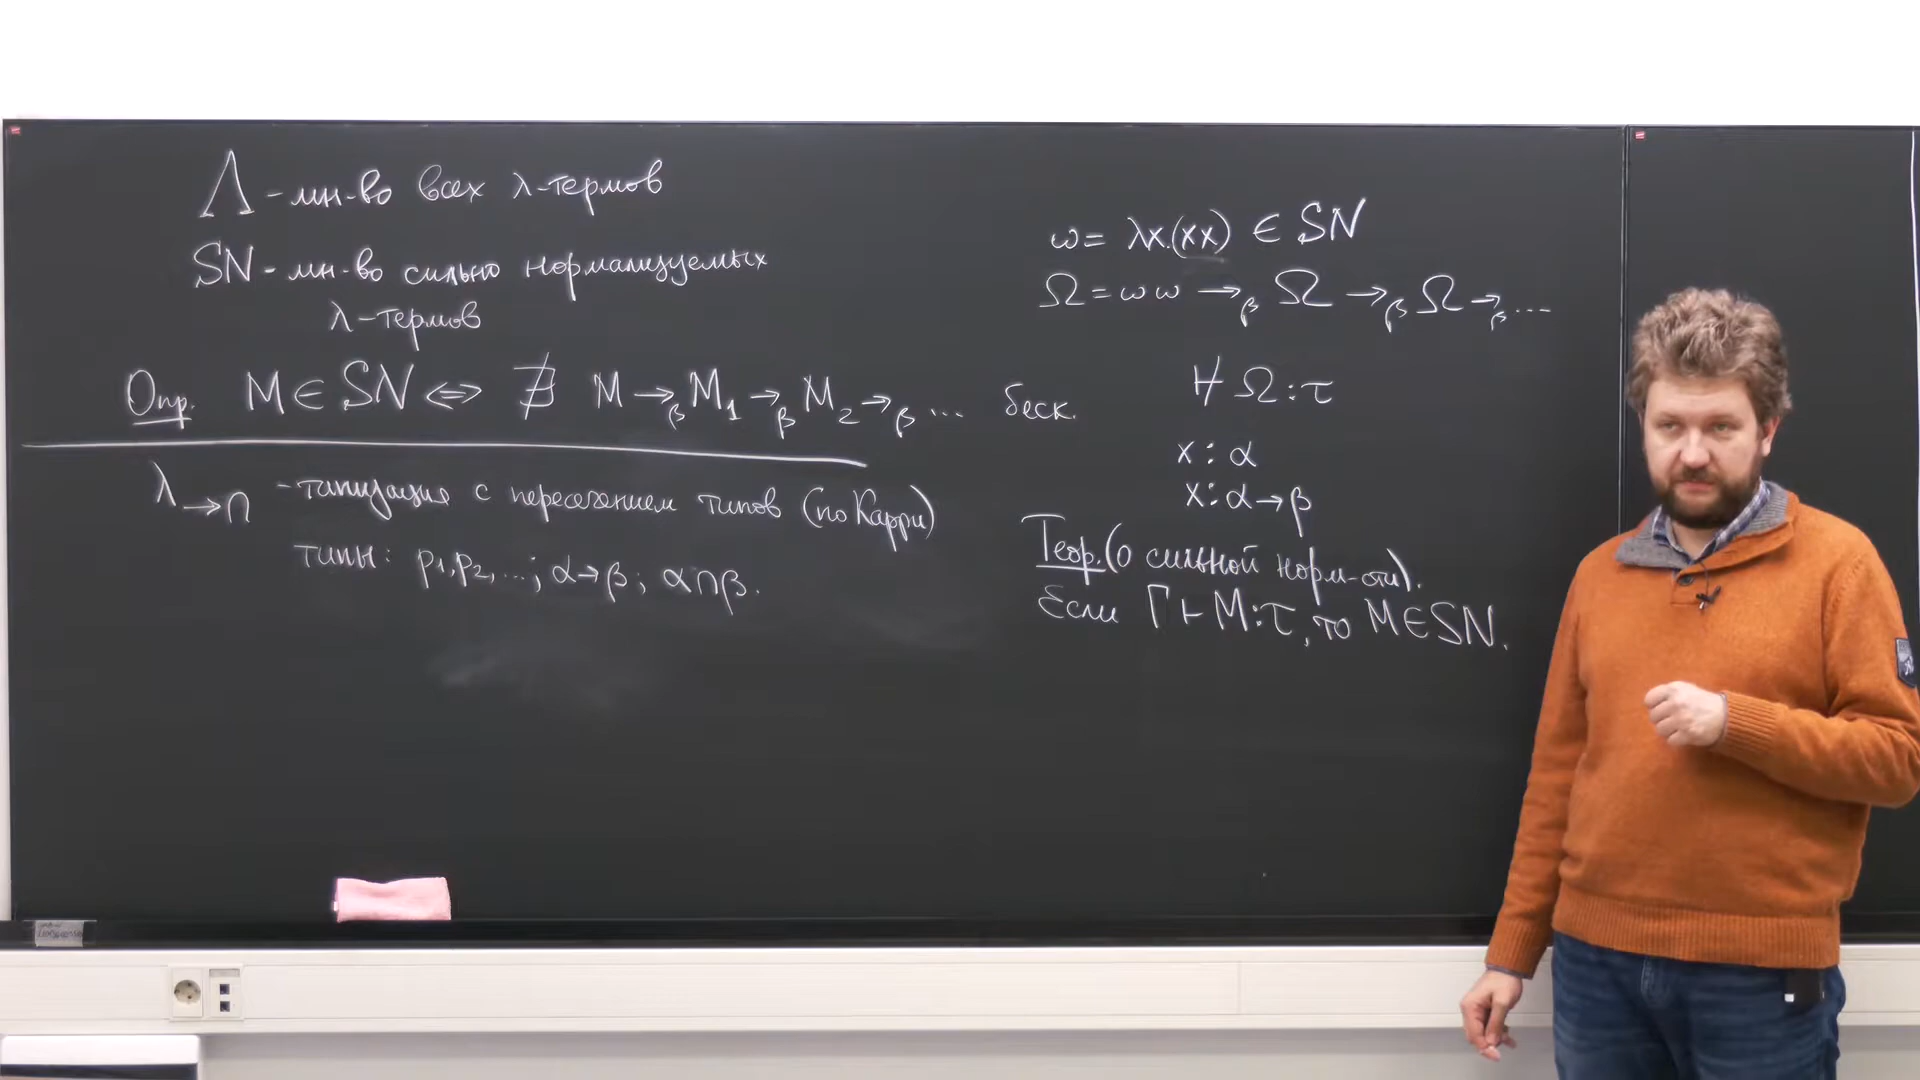 Λ - мн-во всех λ-термов
SN - мн-во сильно нормализуемых
λ-термов
Опр. M ∈ SN ⇔ ∄ M →β M1 →β M2 →β ... беск.
λ→∩ - типизация с пересечением типов (по Карри)
типы: p1, p2, ...; α→β; α∩β.
ω = λx.(xx) ∈ SN
Ω = ω ω →β Ω →β Ω →β ...
⊬ Ω : τ
x : α
x : α → β
Теор. (о сильной норм-сти).
Если Γ ⊢ M : τ, то M ∈ SN.